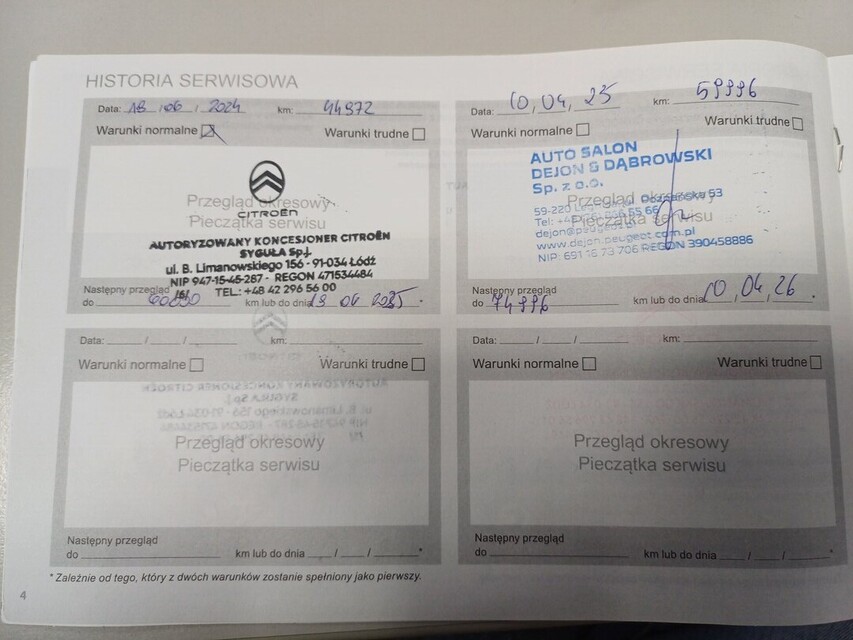 HISTORIA SERWISOWA
Data: 18 / 06 / 2024 km: 44972
Warunki normalne Warunki trudne
Przegląd okresowy
Pieczątka serwisu
CITROËN
AUTORYZOWANY KONCESJONER CITROËN
SYGUŁA Sp.j.
ul. B. Limanowskiego 156 - 91-034 Łódź
NIP 947-15-45-287 - REGON 471534484
TEL.: +48 42 296 56 00
Następny przegląd
do km lub do dnia
Data: 10, 04, 25 km: 59996
Warunki normalne Warunki trudne
AUTO SALON
DEJON & DĄBROWSKI
Sp. z o.o.
Przegląd okresowy
Pieczątka serwisu
59-220 Poznańska 53
www.dejon.peugeot.com.pl
NIP: 691 16 73 706 REGON 390458886
Następny przegląd
do 74996 km lub do dnia 10, 04, 26.
Data: / / km:
Warunki normalne Warunki trudne
Przegląd okresowy
Pieczątka serwisu
Następny przegląd
do km lub do dnia / / *
Data: / / km:
Warunki normalne Warunki trudne
Przegląd okresowy
Pieczątka serwisu
Następny przegląd
do km lub do dnia / / *
* Zależnie od tego, który z dwóch warunków zostanie spełniony jako pierwszy.
4